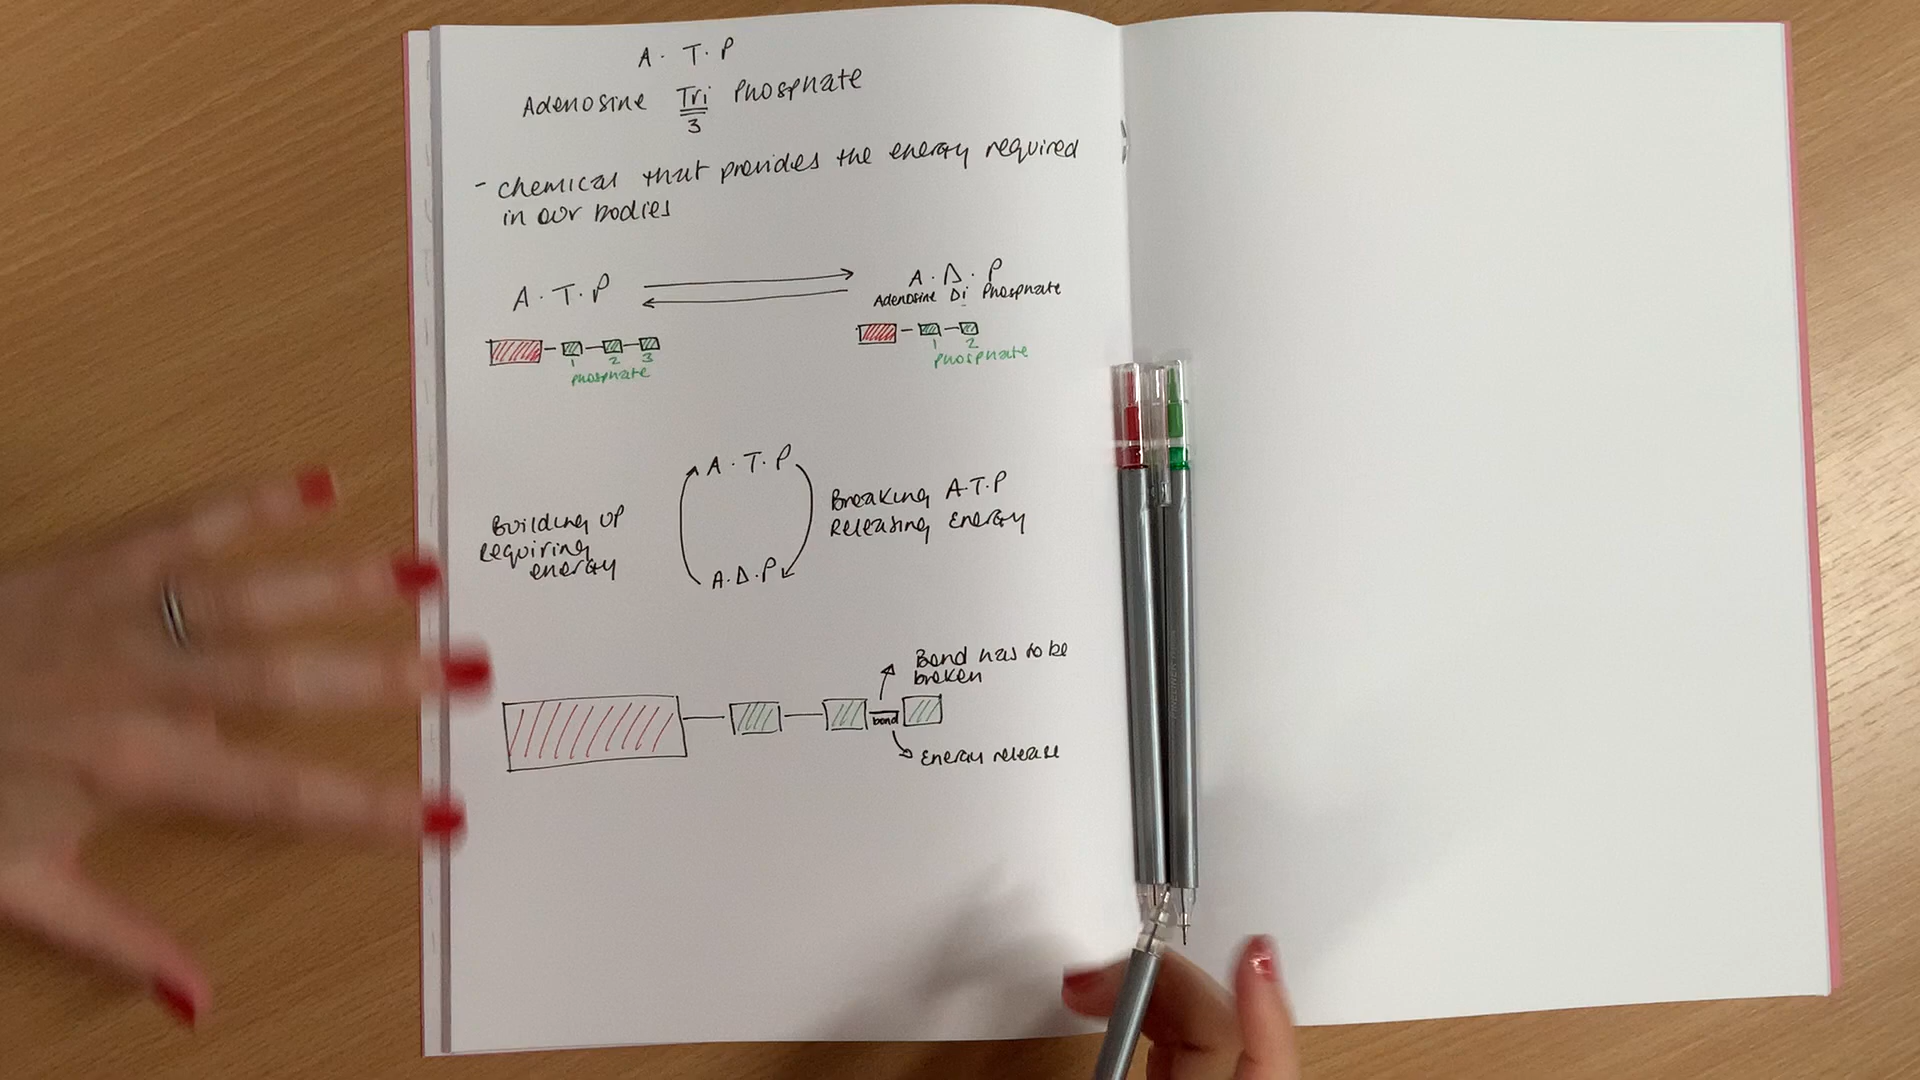 A. T. P
Adenosine Tri Phosphate
3
- chemical that provides the energy required
in our bodies
A.T.P
A.D.P
Adenosine Di Phosphate
1 2 3
Phosphate
1 2
Phosphate
A.T.P
Building up
requiring
energy
Breaking A.T.P
Releasing Energy
A.D.P
Bond has to be
broken
bond
Energy release